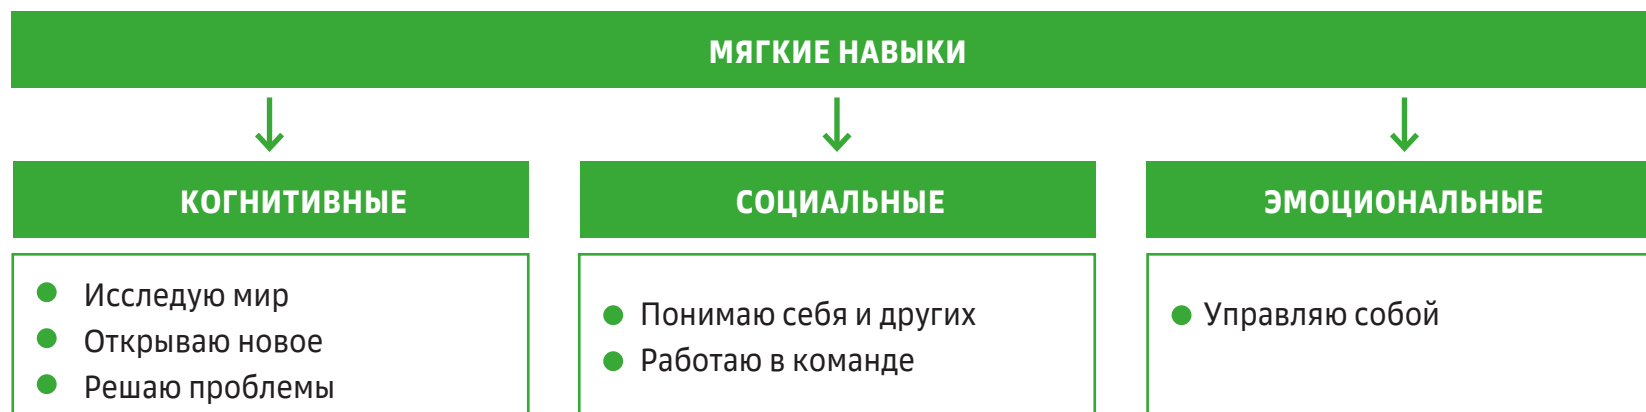 МЯГКИЕ НАВЫКИ
КОГНИТИВНЫЕ
Исследую мир
Открываю новое
Решаю проблемы
СОЦИАЛЬНЫЕ
Понимаю себя и других
Работаю в команде
ЭМОЦИОНАЛЬНЫЕ
Управляю собой